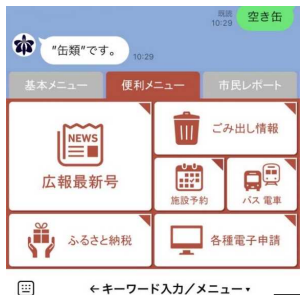 既読
10:29
空き缶
"缶類"です。
10:29
基本メニュー
便利メニュー
市民レポート
NEWS
広報最新号
ごみ出し情報
施設予約
バス 電車
ふるさと納税
各種電子申請
←キーワード入力/メニュー▼